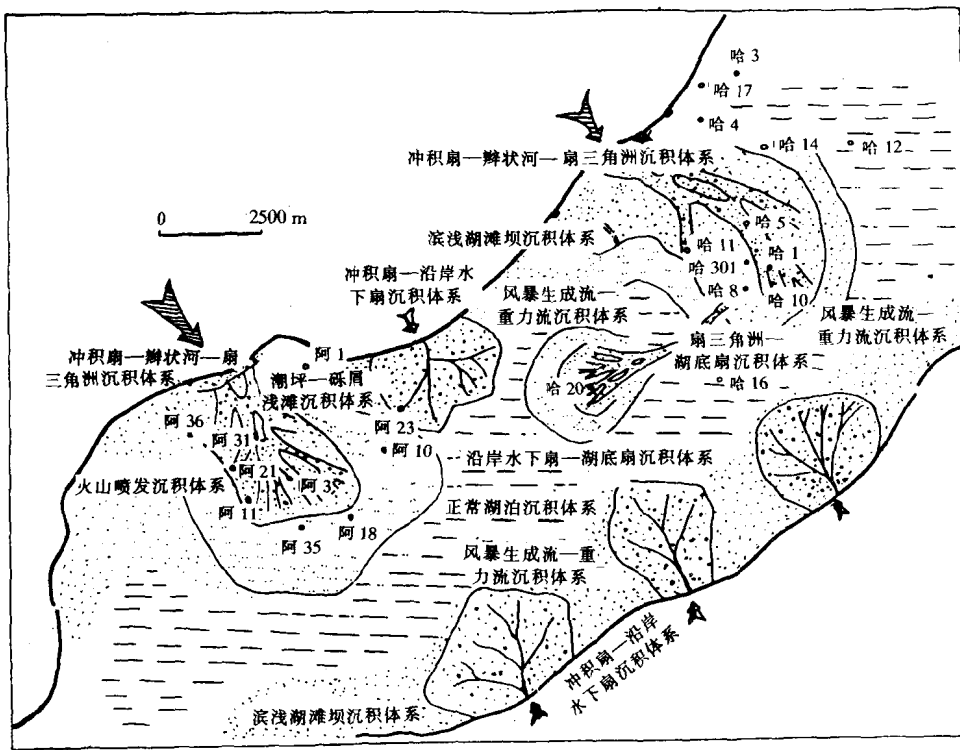 哈 3
哈 17
哈 4
哈 14
哈 12
冲积扇—辫状河—扇三角洲沉积体系
0 2500 m
哈 5
滨浅湖滩坝沉积体系
哈 11
哈 1
哈 301
冲积扇—沿岸水
下扇沉积体系
哈 8
哈 10
风暴生成流—
重力流沉积体系
风暴生成流—
重力流沉积体系
扇三角洲—
湖底扇沉积体系
冲积扇—辫状河—扇
三角洲沉积体系
阿 1
潮坪—砾屑
浅滩沉积体系
哈 20
哈 16
阿 36
阿 23
阿 31
阿 10
阿 21
火山喷发沉积体系
阿 3
沿岸水下扇—湖底扇沉积体系
阿 11
正常湖泊沉积体系
阿 18
阿 35
风暴生成流—重
力流沉积体系
冲积扇—沿岸
水下扇沉积体系
滨浅湖滩坝沉积体系